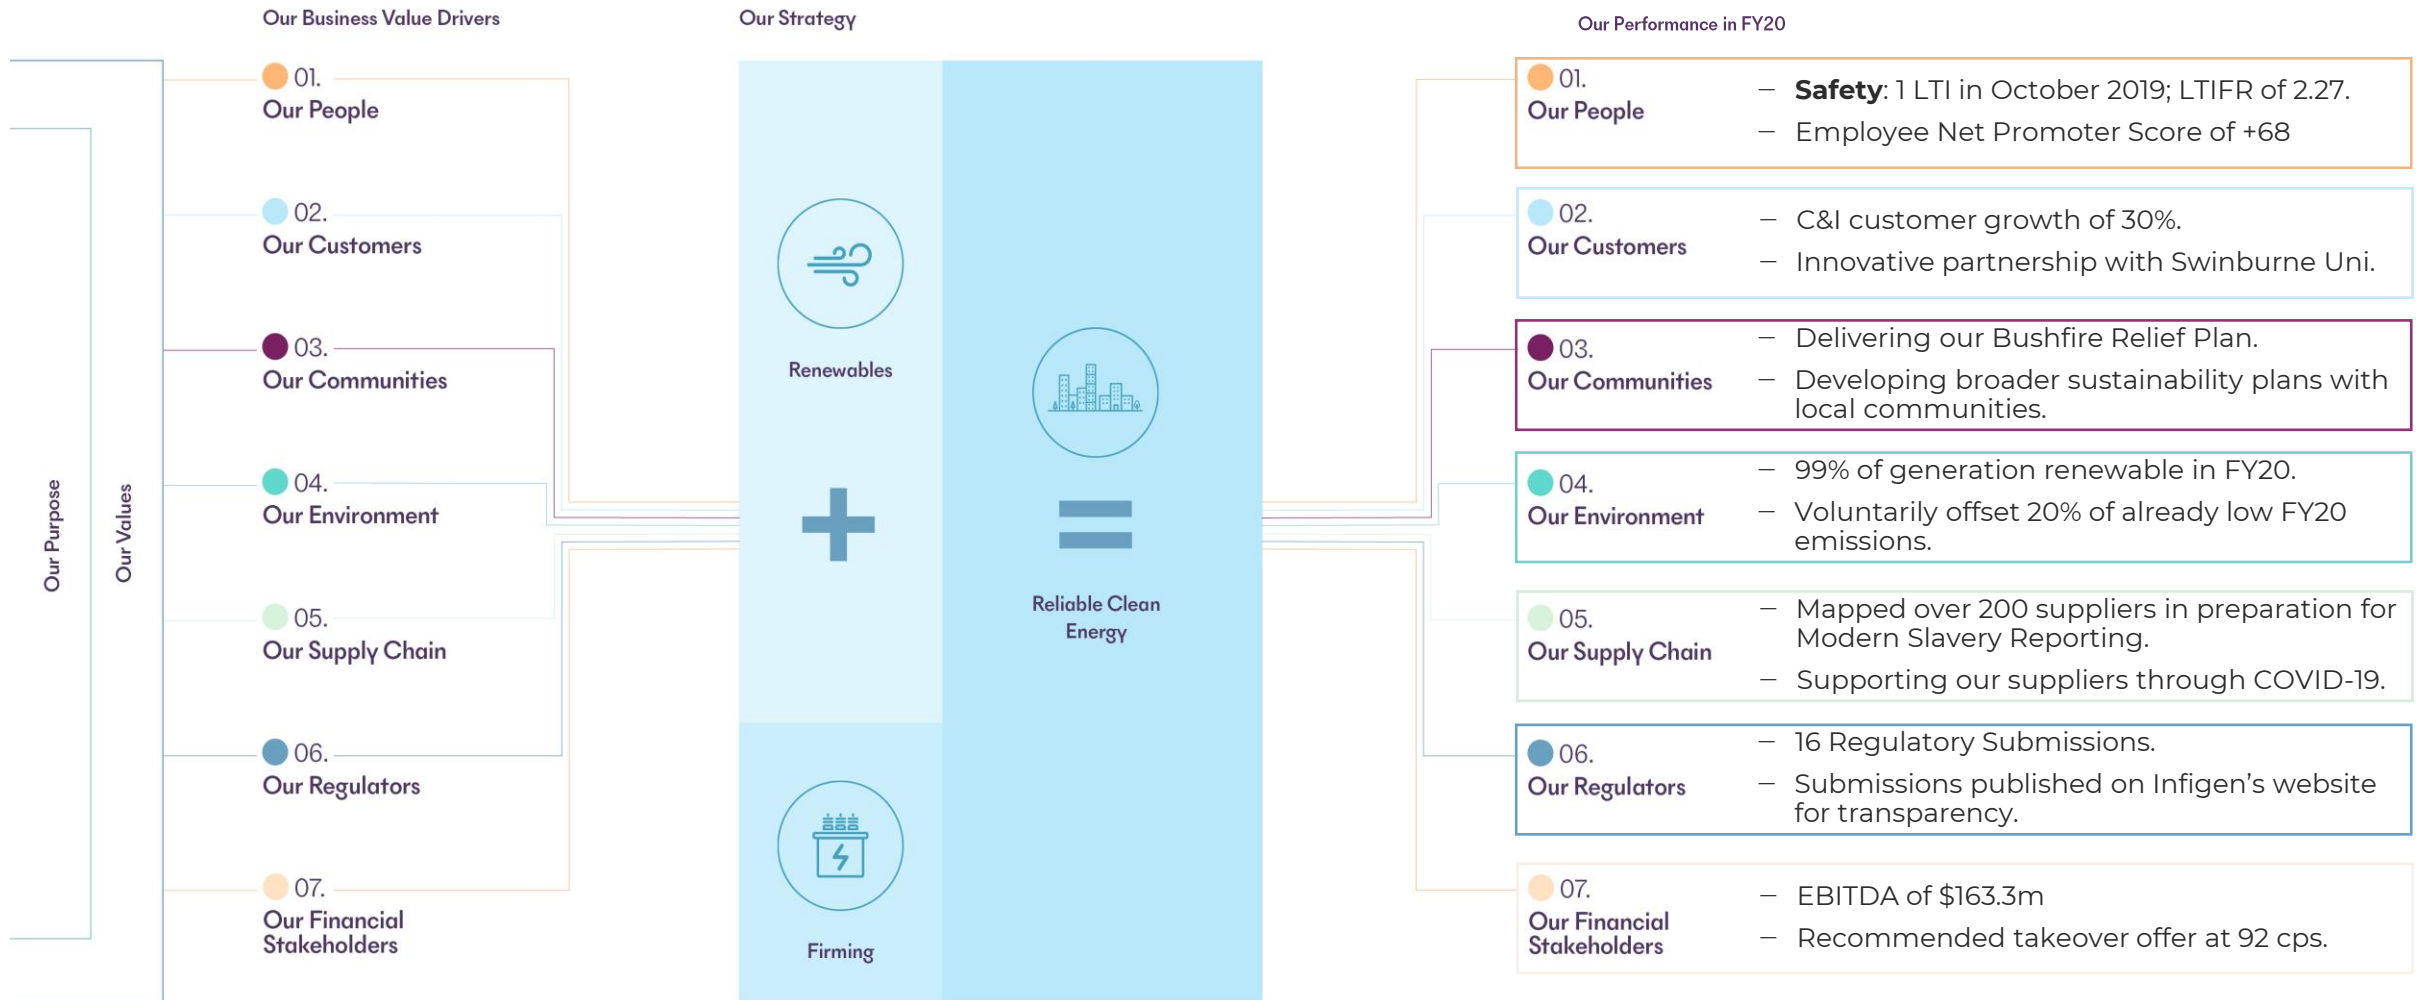 Our Business Value Drivers
Our Strategy
Our Performance in FY20
Our Purpose
Our Values
01.
Our People
02.
Our Customers
03.
Our Communities
04.
Our Environment
05.
Our Supply Chain
06.
Our Regulators
07.
Our Financial
Stakeholders
Renewables
Firming
Reliable Clean
Energy
01.
Our People
– Safety: 1 LTI in October 2019; LTIFR of 2.27.
– Employee Net Promoter Score of +68
02.
Our Customers
– C&I customer growth of 30%.
– Innovative partnership with Swinburne Uni.
03.
Our Communities
– Delivering our Bushfire Relief Plan.
– Developing broader sustainability plans with
local communities.
04.
Our Environment
– 99% of generation renewable in FY20.
– Voluntarily offset 20% of already low FY20
emissions.
05.
Our Supply Chain
– Mapped over 200 suppliers in preparation for
Modern Slavery Reporting.
– Supporting our suppliers through COVID-19.
06.
Our Regulators
– 16 Regulatory Submissions.
– Submissions published on Infigen’s website
for transparency.
07.
Our Financial
Stakeholders
– EBITDA of $163.3m
– Recommended takeover offer at 92 cps.